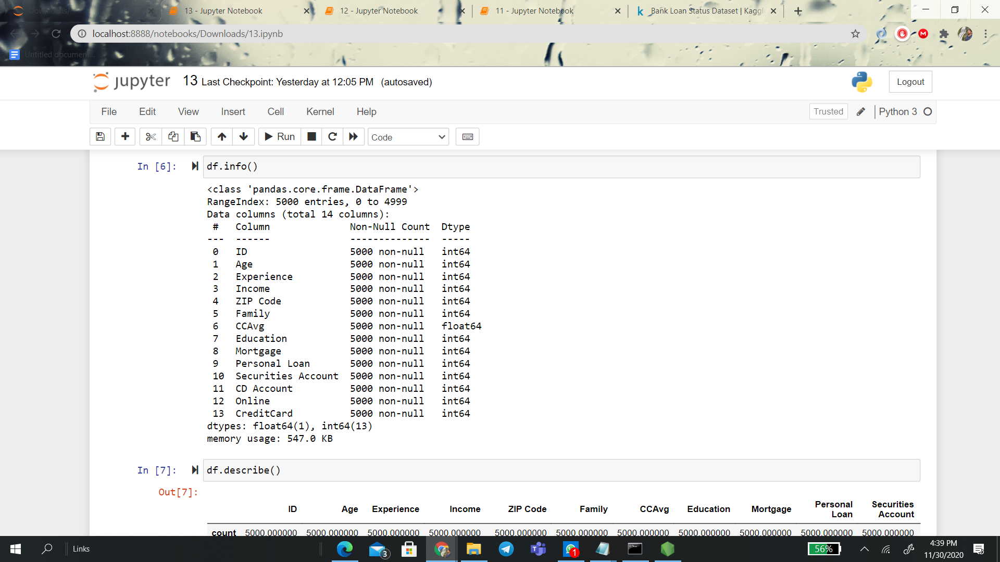 Downloads/
13 - Jupyter Notebook
12 - Jupyter Notebook
11 - Jupyter Notebook
Bank Loan Status Dataset | Kaggl
localhost:8888/notebooks/Downloads/13.ipynb
Untitled documen...
jupyter 13 Last Checkpoint: Yesterday at 12:05 PM (autosaved)
Logout
File Edit View Insert Cell Kernel Help
Trusted
Python 3
Run
Code
In [6]: df.info()
<class 'pandas.core.frame.DataFrame'>
RangeIndex: 5000 entries, 0 to 4999
Data columns (total 14 columns):
# Column Non-Null Count Dtype
--- ------ -------------- -----
0 ID 5000 non-null int64
1 Age 5000 non-null int64
2 Experience 5000 non-null int64
3 Income 5000 non-null int64
4 ZIP Code 5000 non-null int64
5 Family 5000 non-null int64
6 CCAvg 5000 non-null float64
7 Education 5000 non-null int64
8 Mortgage 5000 non-null int64
9 Personal Loan 5000 non-null int64
10 Securities Account 5000 non-null int64
11 CD Account 5000 non-null int64
12 Online 5000 non-null int64
13 CreditCard 5000 non-null int64
dtypes: float64(1), int64(13)
memory usage: 547.0 KB
In [7]: df.describe()
Out[7]:
ID Age Experience Income ZIP Code Family CCAvg Education Mortgage Personal Loan Securities Account
count 5000.000000 5000.000000 5000.000000 5000.000000 5000.000000 5000.000000 5000.000000 5000.000000 5000.000000 5000.000000 5000.000000
Links
3
1
56%
4:39 PM
11/30/2020